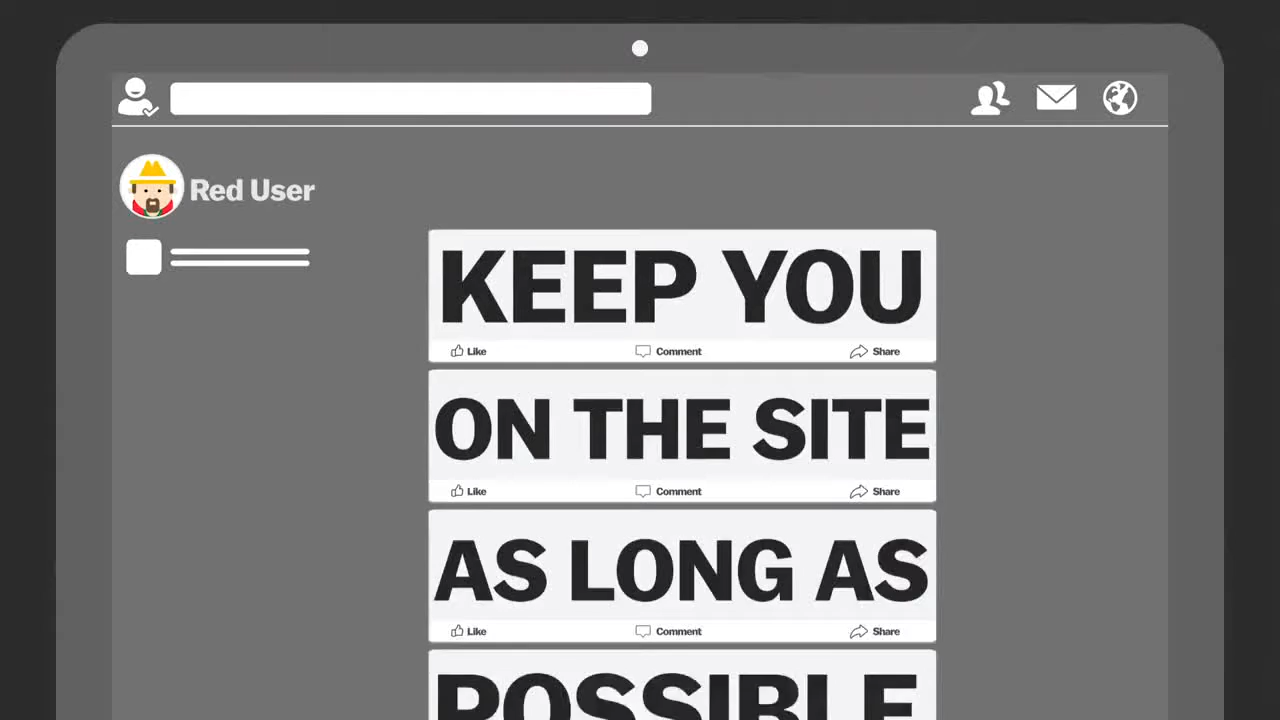 Red User
KEEP YOU
Like Comment Share
ON THE SITE
Like Comment Share
AS LONG AS
Like Comment Share
POSSIBLE